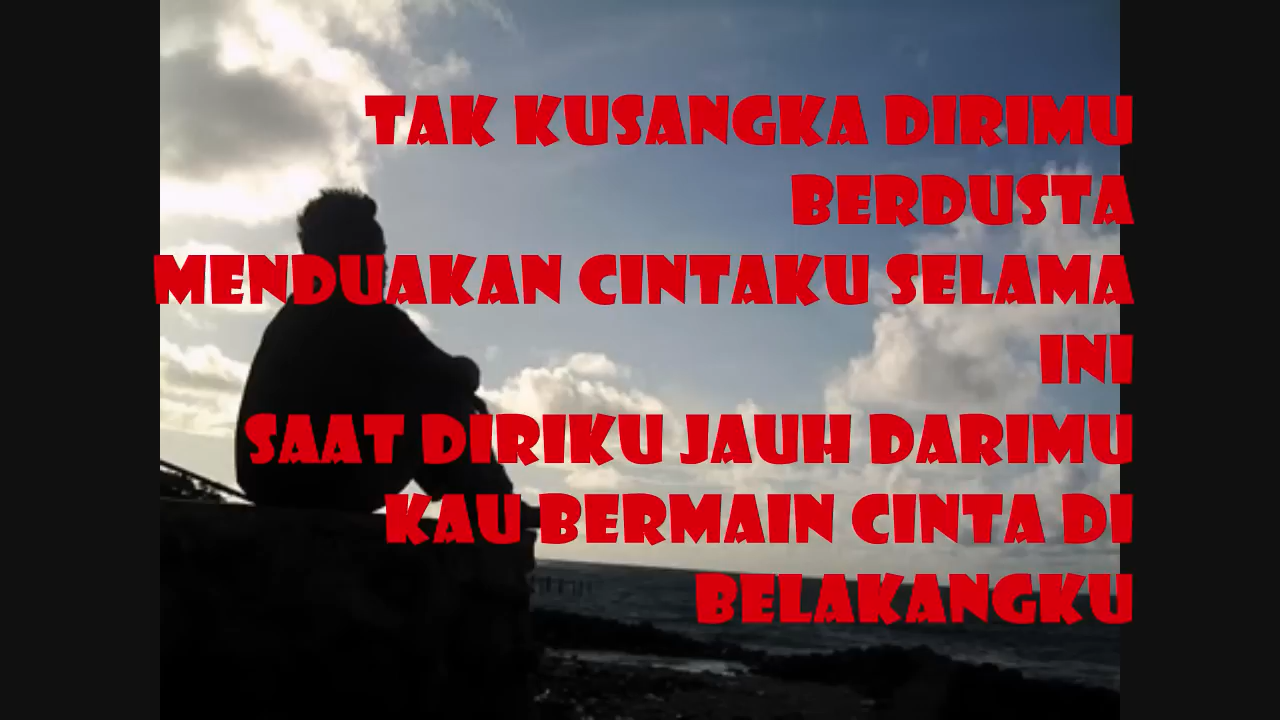 TAK KUSANGKA DIRIMU
BERDUSTA
MENDUAKAN CINTAKU SELAMA
INI
SAAT DIRIKU JAUH DARIMU
KAU BERMAIN CINTA DI
BELAKANGKU